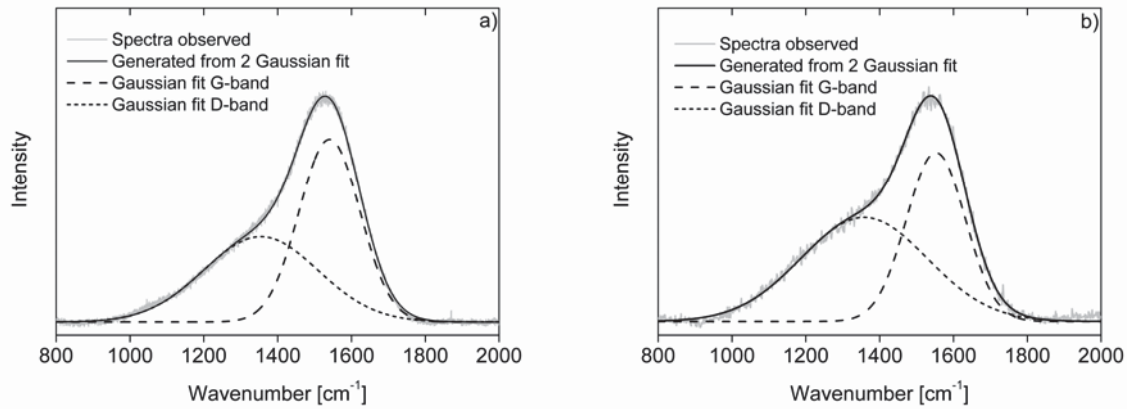 a)
Spectra observed
Generated from 2 Gaussian fit
Gaussian fit G-band
Gaussian fit D-band
Intensity
800 1000 1200 1400 1600 1800 2000
Wavenumber [cm⁻¹]
b)
Spectra observed
Generated from 2 Gaussian fit
Gaussian fit G-band
Gaussian fit D-band
Intensity
800 1000 1200 1400 1600 1800 2000
Wavenumber [cm⁻¹]